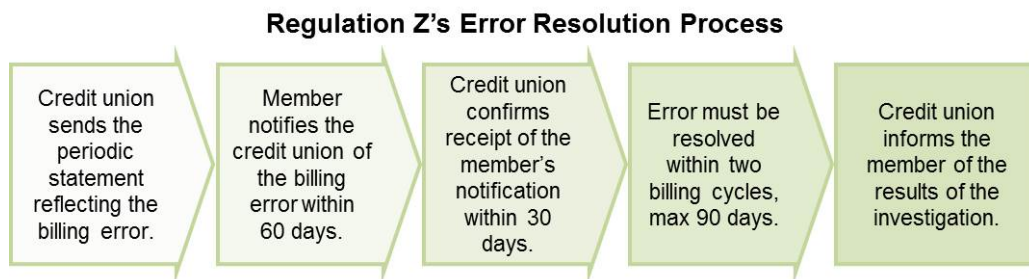 Regulation Z's Error Resolution Process
Credit union
sends the
periodic
statement
reflecting the
billing error.
Member
notifies the
credit union of
the billing
error within
60 days.
Credit union
confirms
receipt of the
member's
notification
within 30
days.
Error must be
resolved
within two
billing cycles,
max 90 days.
Credit union
informs the
member of the
results of the
investigation.